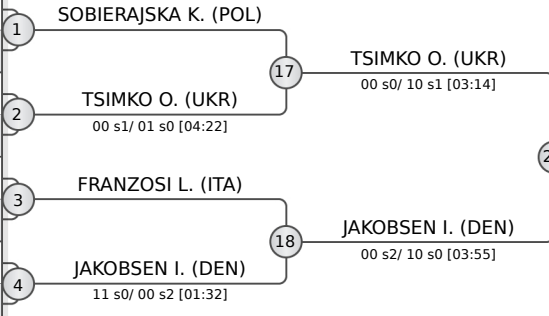 SOBIERAJSKA K. (POL)
1
TSIMKO O. (UKR)
17
00 s0/ 10 s1 [03:14]
TSIMKO O. (UKR)
2
00 s1/ 01 s0 [04:22]
FRANZOSI L. (ITA)
3
JAKOBSEN I. (DEN)
18
00 s2/ 10 s0 [03:55]
JAKOBSEN I. (DEN)
4
11 s0/ 00 s2 [01:32]